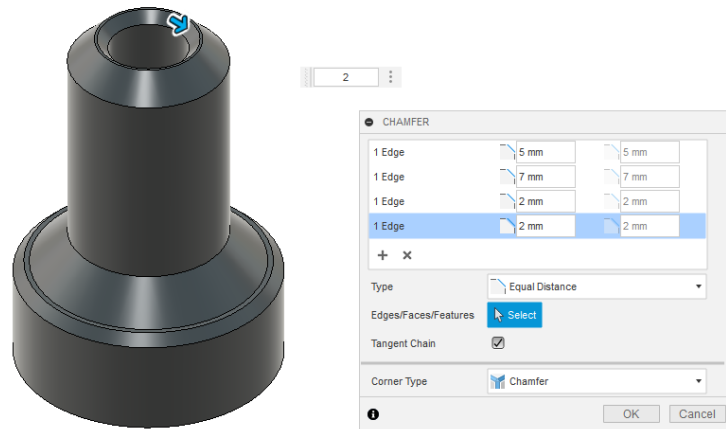 2
CHAMFER
1 Edge 5 mm 5 mm
1 Edge 7 mm 7 mm
1 Edge 2 mm 2 mm
1 Edge 2 mm 2 mm
Type Equal Distance
Edges/Faces/Features Select
Tangent Chain
Corner Type Chamfer
OK Cancel